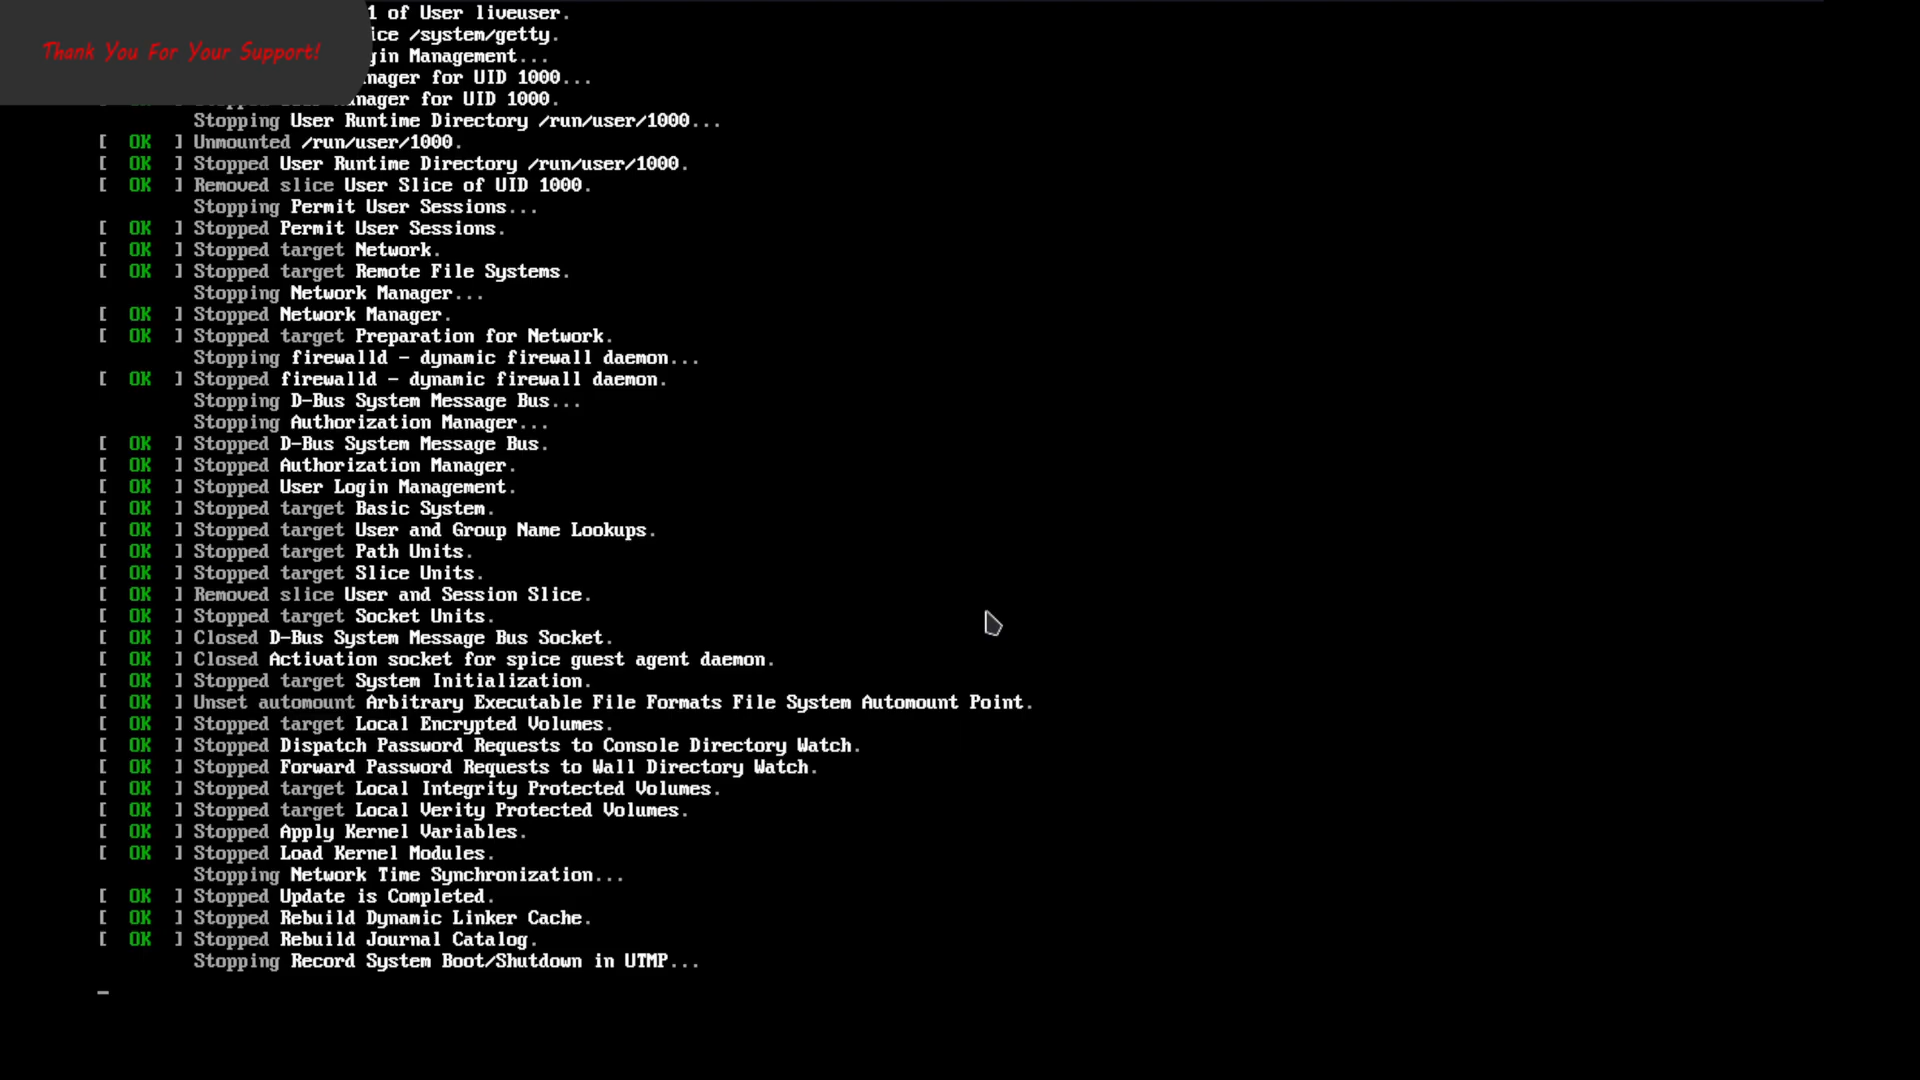 1 of User liveuser.
Thank You For Your Support!
ice /system/getty.
gin Management...
nager for UID 1000...
anager for UID 1000.
Stopping User Runtime Directory /run/user/1000...
[  OK  ] Unmounted /run/user/1000.
[  OK  ] Stopped User Runtime Directory /run/user/1000.
[  OK  ] Removed slice User Slice of UID 1000.
Stopping Permit User Sessions...
[  OK  ] Stopped Permit User Sessions.
[  OK  ] Stopped target Network.
[  OK  ] Stopped target Remote File Systems.
Stopping Network Manager...
[  OK  ] Stopped Network Manager.
[  OK  ] Stopped target Preparation for Network.
Stopping firewalld - dynamic firewall daemon...
[  OK  ] Stopped firewalld - dynamic firewall daemon.
Stopping D-Bus System Message Bus...
Stopping Authorization Manager...
[  OK  ] Stopped D-Bus System Message Bus.
[  OK  ] Stopped Authorization Manager.
[  OK  ] Stopped User Login Management.
[  OK  ] Stopped target Basic System.
[  OK  ] Stopped target User and Group Name Lookups.
[  OK  ] Stopped target Path Units.
[  OK  ] Stopped target Slice Units.
[  OK  ] Removed slice User and Session Slice.
[  OK  ] Stopped target Socket Units.
[  OK  ] Closed D-Bus System Message Bus Socket.
[  OK  ] Closed Activation socket for spice guest agent daemon.
[  OK  ] Stopped target System Initialization.
[  OK  ] Unset automount Arbitrary Executable File Formats File System Automount Point.
[  OK  ] Stopped target Local Encrypted Volumes.
[  OK  ] Stopped Dispatch Password Requests to Console Directory Watch.
[  OK  ] Stopped Forward Password Requests to Wall Directory Watch.
[  OK  ] Stopped target Local Integrity Protected Volumes.
[  OK  ] Stopped target Local Verity Protected Volumes.
[  OK  ] Stopped Apply Kernel Variables.
[  OK  ] Stopped Load Kernel Modules.
Stopping Network Time Synchronization...
[  OK  ] Stopped Update is Completed.
[  OK  ] Stopped Rebuild Dynamic Linker Cache.
[  OK  ] Stopped Rebuild Journal Catalog.
Stopping Record System Boot/Shutdown in UTMP...